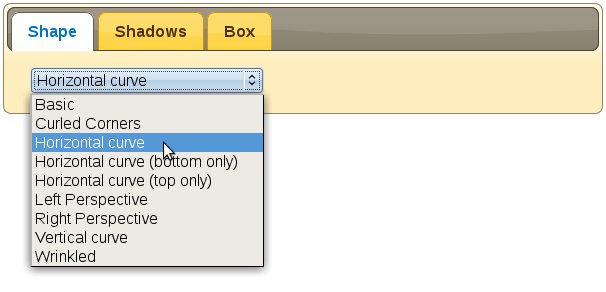 Shape Shadows Box
Horizontal curve
Basic
Curled Corners
Horizontal curve
Horizontal curve (bottom only)
Horizontal curve (top only)
Left Perspective
Right Perspective
Vertical curve
Wrinkled